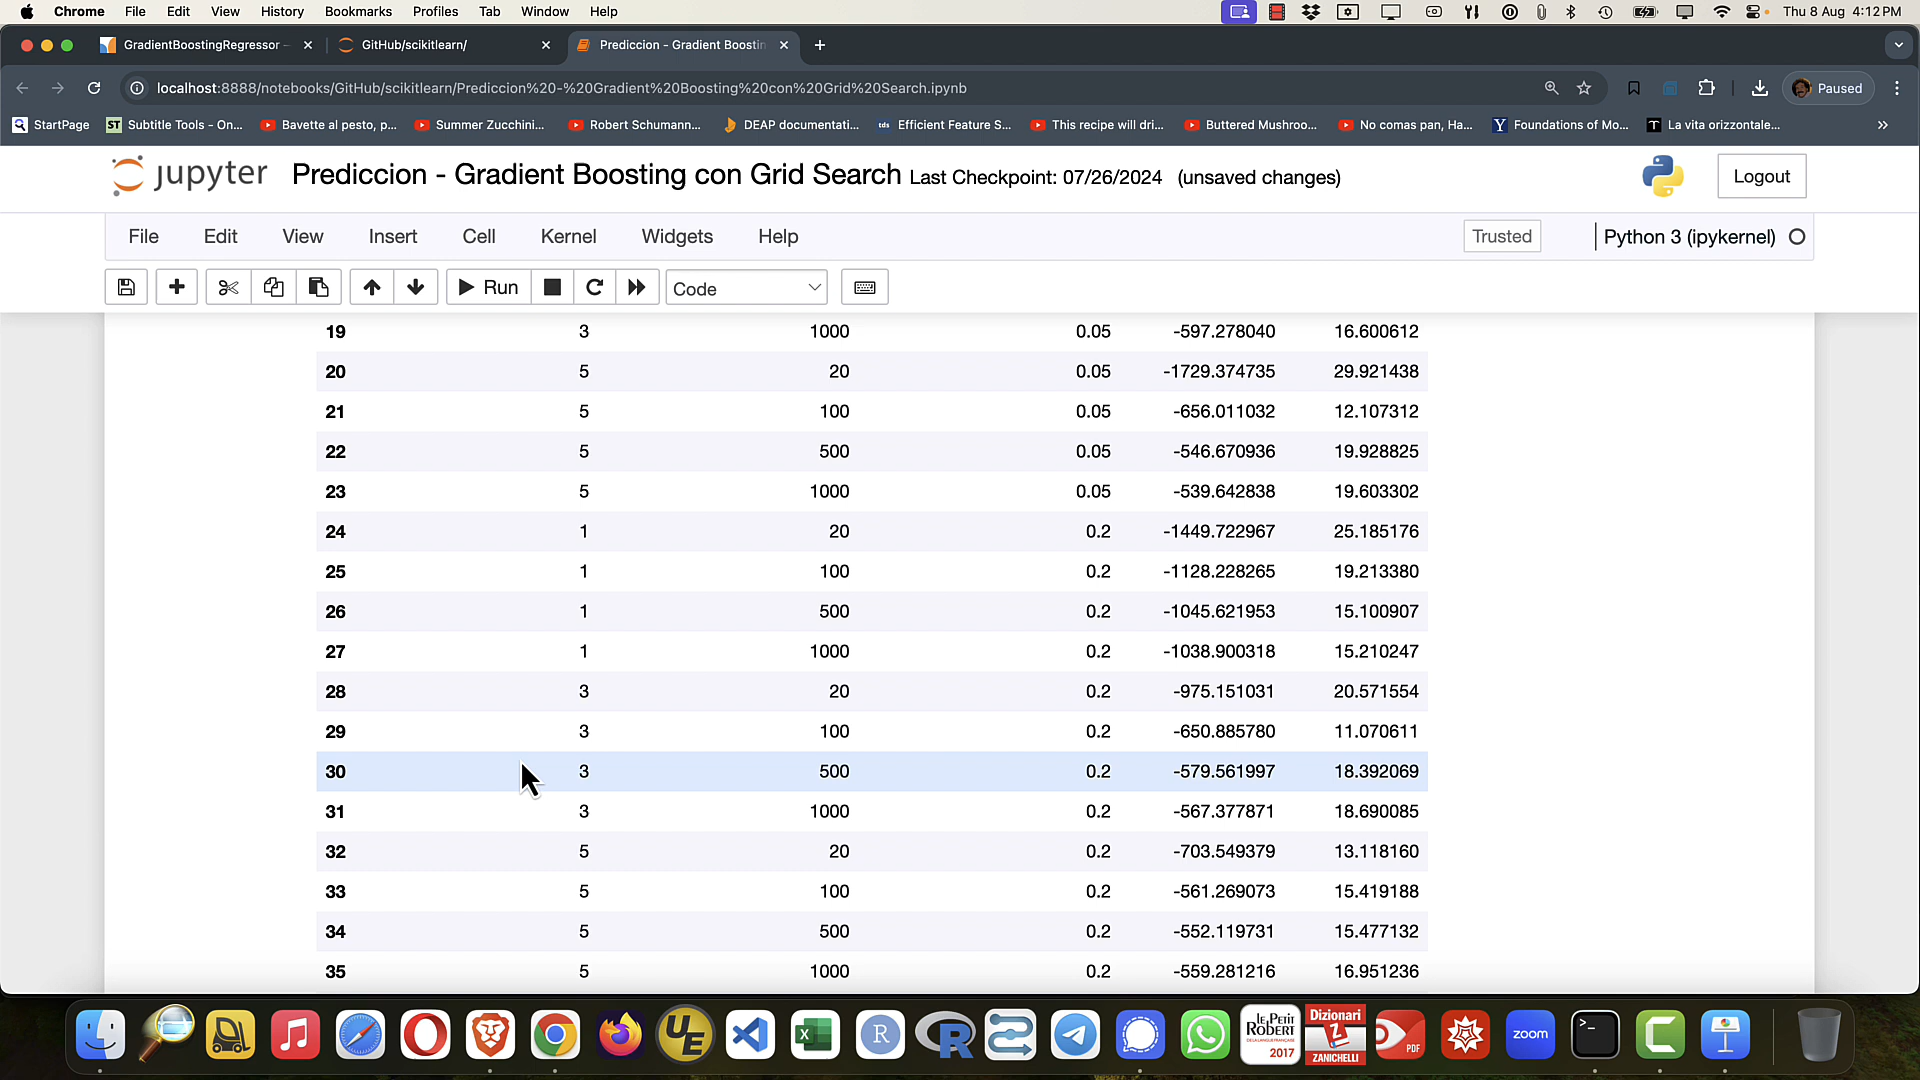 Chrome File Edit View History Bookmarks Profiles Tab Window Help Thu 8 Aug 4:12 PM
GradientBoostingRegressor GitHub/scikitlearn/ Prediccion - Gradient Boostin
localhost:8888/notebooks/GitHub/scikitlearn/Prediccion%20-%20Gradient%20Boosting%20con%20Grid%20Search.ipynb Paused
StartPage ST Subtitle Tools - On... Bavette al pesto, p... Summer Zucchini... Robert Schumann... DEAP documentati... tds Efficient Feature S... This recipe will dri... Buttered Mushroo... No comas pan, Ha... Y Foundations of Mo... T La vita orizzontale... »
jupyter Prediccion - Gradient Boosting con Grid Search Last Checkpoint: 07/26/2024 (unsaved changes) Logout
File Edit View Insert Cell Kernel Widgets Help Trusted Python 3 (ipykernel)
Run Code
19 3 1000 0.05 -597.278040 16.600612
20 5 20 0.05 -1729.374735 29.921438
21 5 100 0.05 -656.011032 12.107312
22 5 500 0.05 -546.670936 19.928825
23 5 1000 0.05 -539.642838 19.603302
24 1 20 0.2 -1449.722967 25.185176
25 1 100 0.2 -1128.228265 19.213380
26 1 500 0.2 -1045.621953 15.100907
27 1 1000 0.2 -1038.900318 15.210247
28 3 20 0.2 -975.151031 20.571554
29 3 100 0.2 -650.885780 11.070611
30 3 500 0.2 -579.561997 18.392069
31 3 1000 0.2 -567.377871 18.690085
32 5 20 0.2 -703.549379 13.118160
33 5 100 0.2 -561.269073 15.419188
34 5 500 0.2 -552.119731 15.477132
35 5 1000 0.2 -559.281216 16.951236
UE X R R le Petit Robert 2017 Dizionari Z ZANICHELLI PDF zoom >_ C